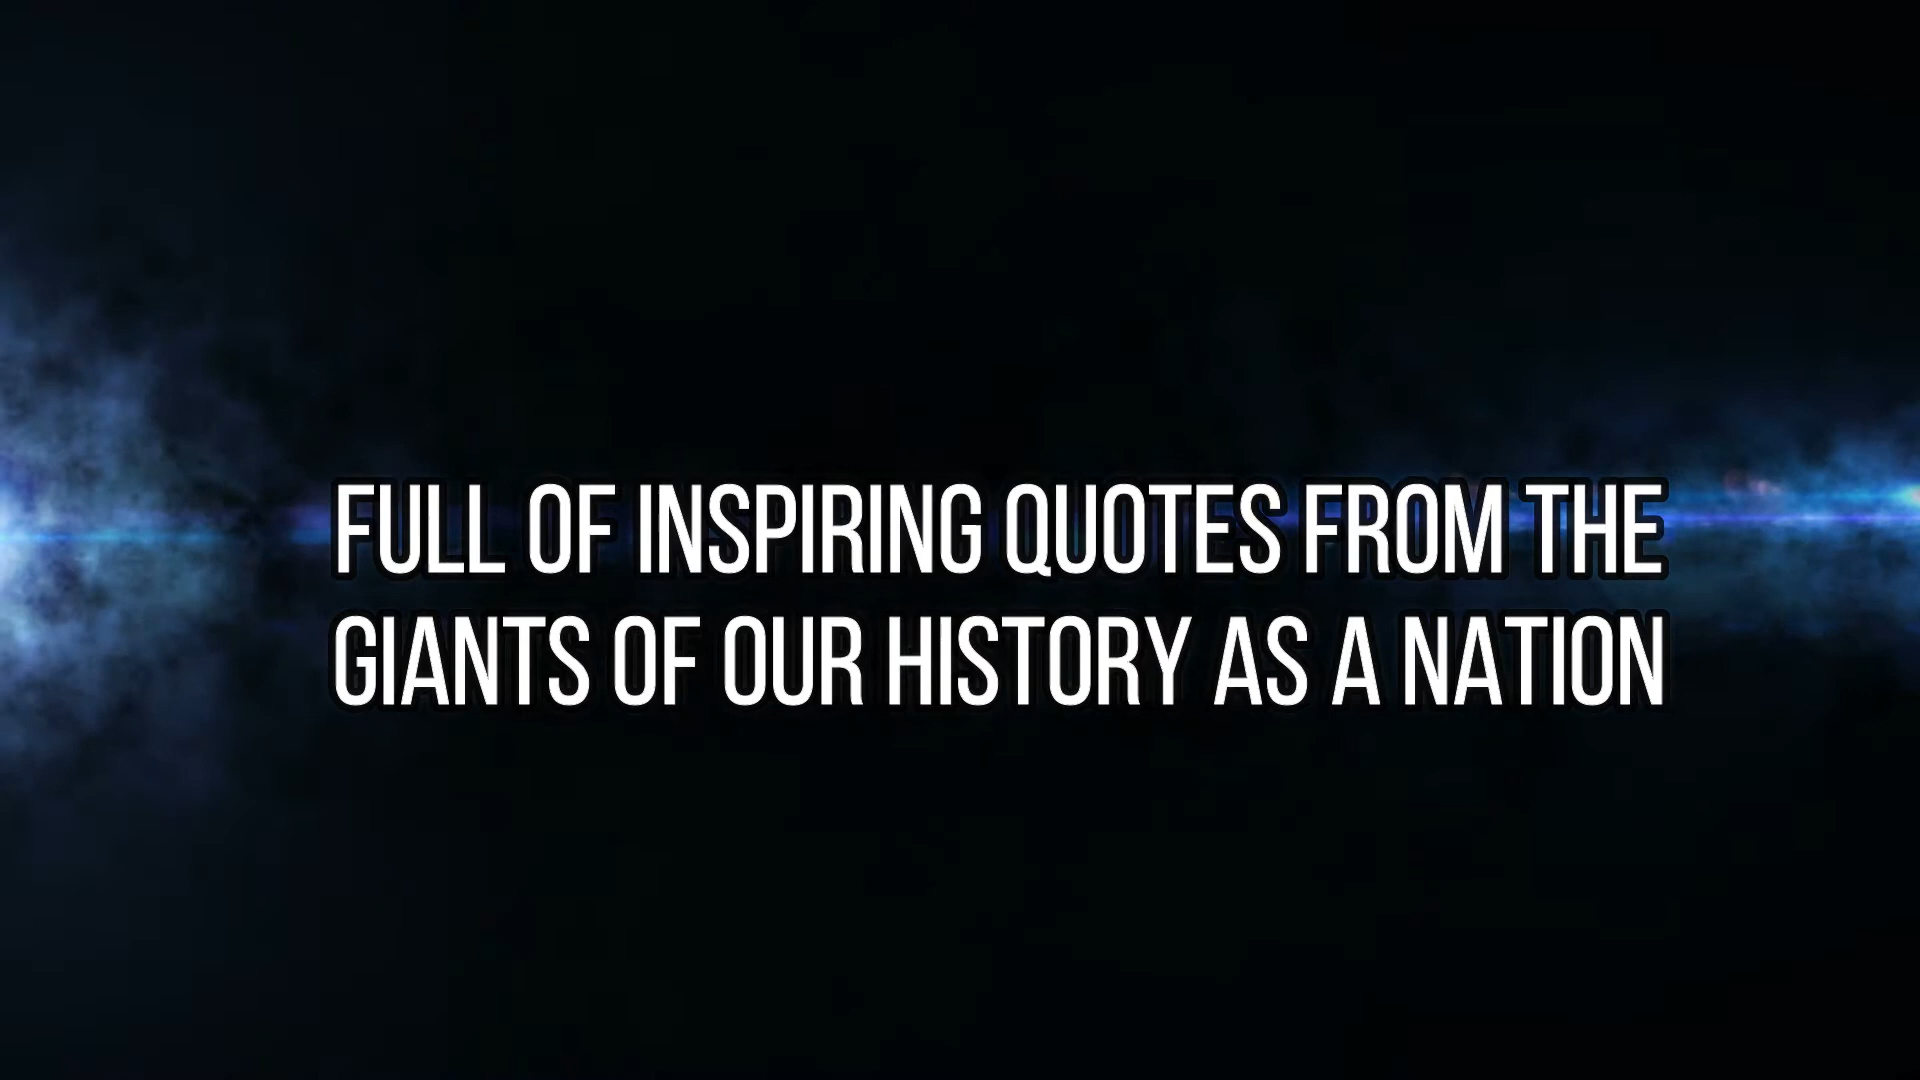 FULL OF INSPIRING QUOTES FROM THE
GIANTS OF OUR HISTORY AS A NATION